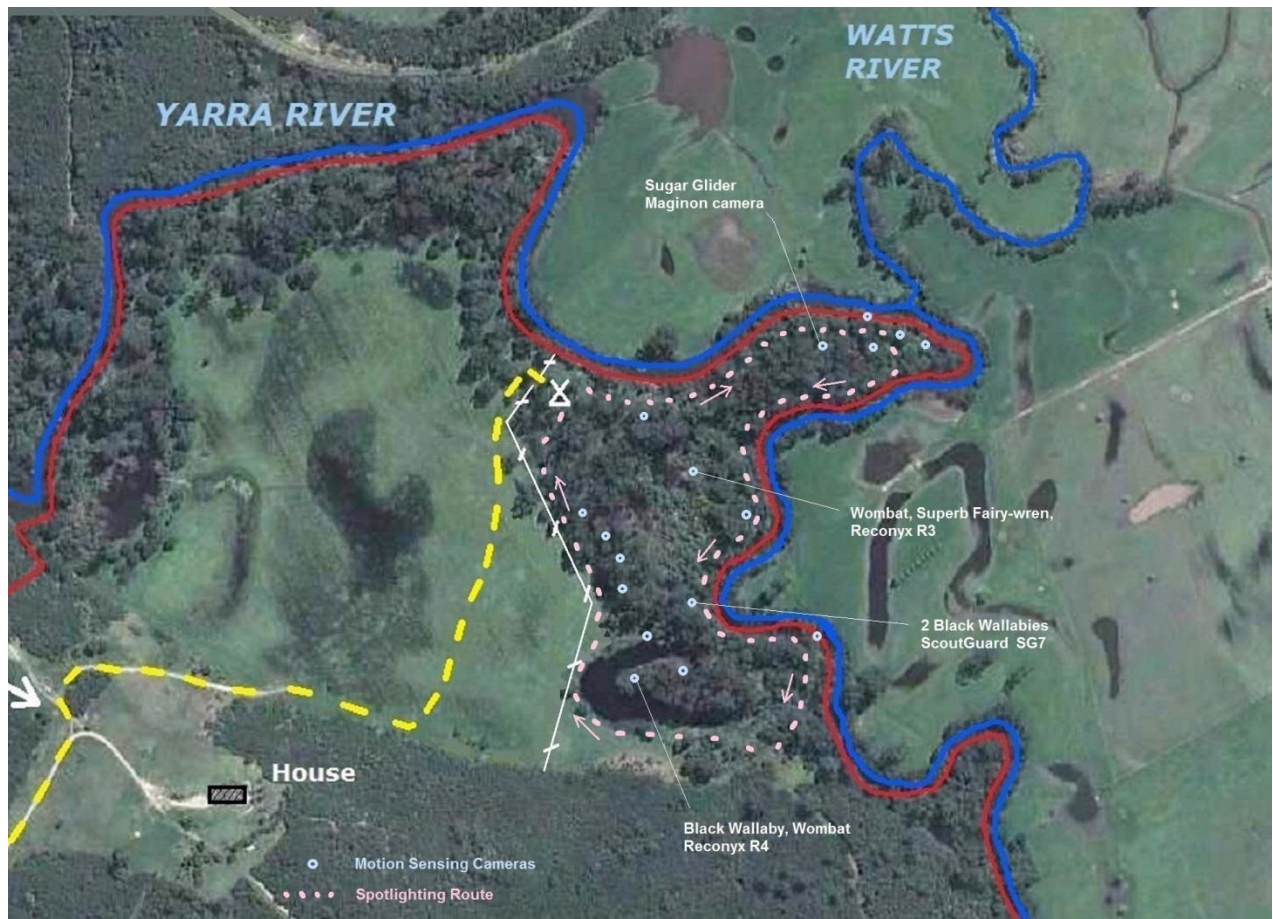 WATTS
RIVER
YARRA RIVER
Sugar Glider
Maginon camera
Wombat, Superb Fairy-wren,
Reconyx R3
2 Black Wallabies
ScoutGuard SG7
House
Black Wallaby, Wombat
Reconyx R4
Motion Sensing Cameras
Spotlighting Route